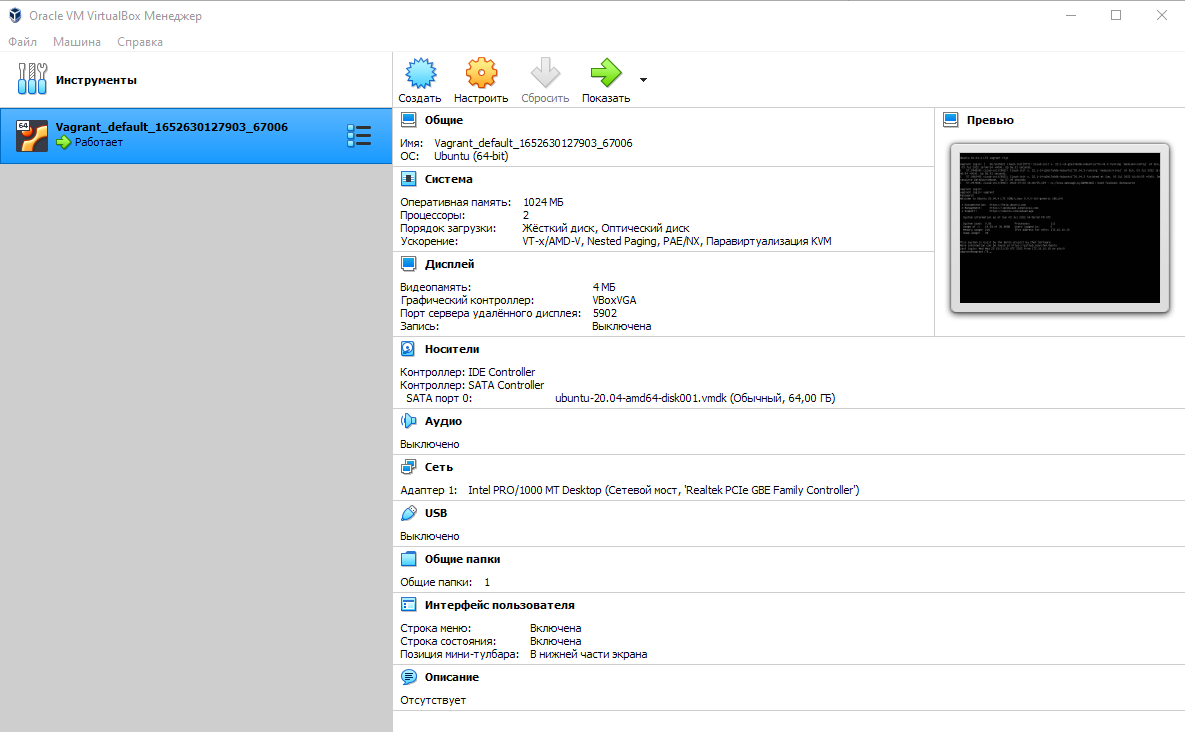 Oracle VM VirtualBox Менеджер
Файл Машина Справка
Инструменты
Создать Настроить Сбросить Показать
64
Vagrant_default_1652630127903_67006
Работает
Общие
Имя: Vagrant_default_1652630127903_67006
ОС: Ubuntu (64-bit)
Превью
Система
Оперативная память: 1024 МБ
Процессоры: 2
Порядок загрузки: Жёсткий диск, Оптический диск
Ускорение: VT-x/AMD-V, Nested Paging, PAE/NX, Паравиртуализация KVM
Дисплей
Видеопамять: 4 МБ
Графический контроллер: VBoxVGA
Порт сервера удалённого дисплея: 5902
Запись: Выключена
Носители
Контроллер: IDE Controller
Контроллер: SATA Controller
SATA порт 0: ubuntu-20.04-amd64-disk001.vmdk (Обычный, 64,00 ГБ)
Аудио
Выключено
Сеть
Адаптер 1: Intel PRO/1000 MT Desktop (Сетевой мост, 'Realtek PCIe GBE Family Controller')
USB
Выключено
Общие папки
Общие папки: 1
Интерфейс пользователя
Строка меню: Включена
Строка состояния: Включена
Позиция мини-тулбара: В нижней части экрана
Описание
Отсутствует